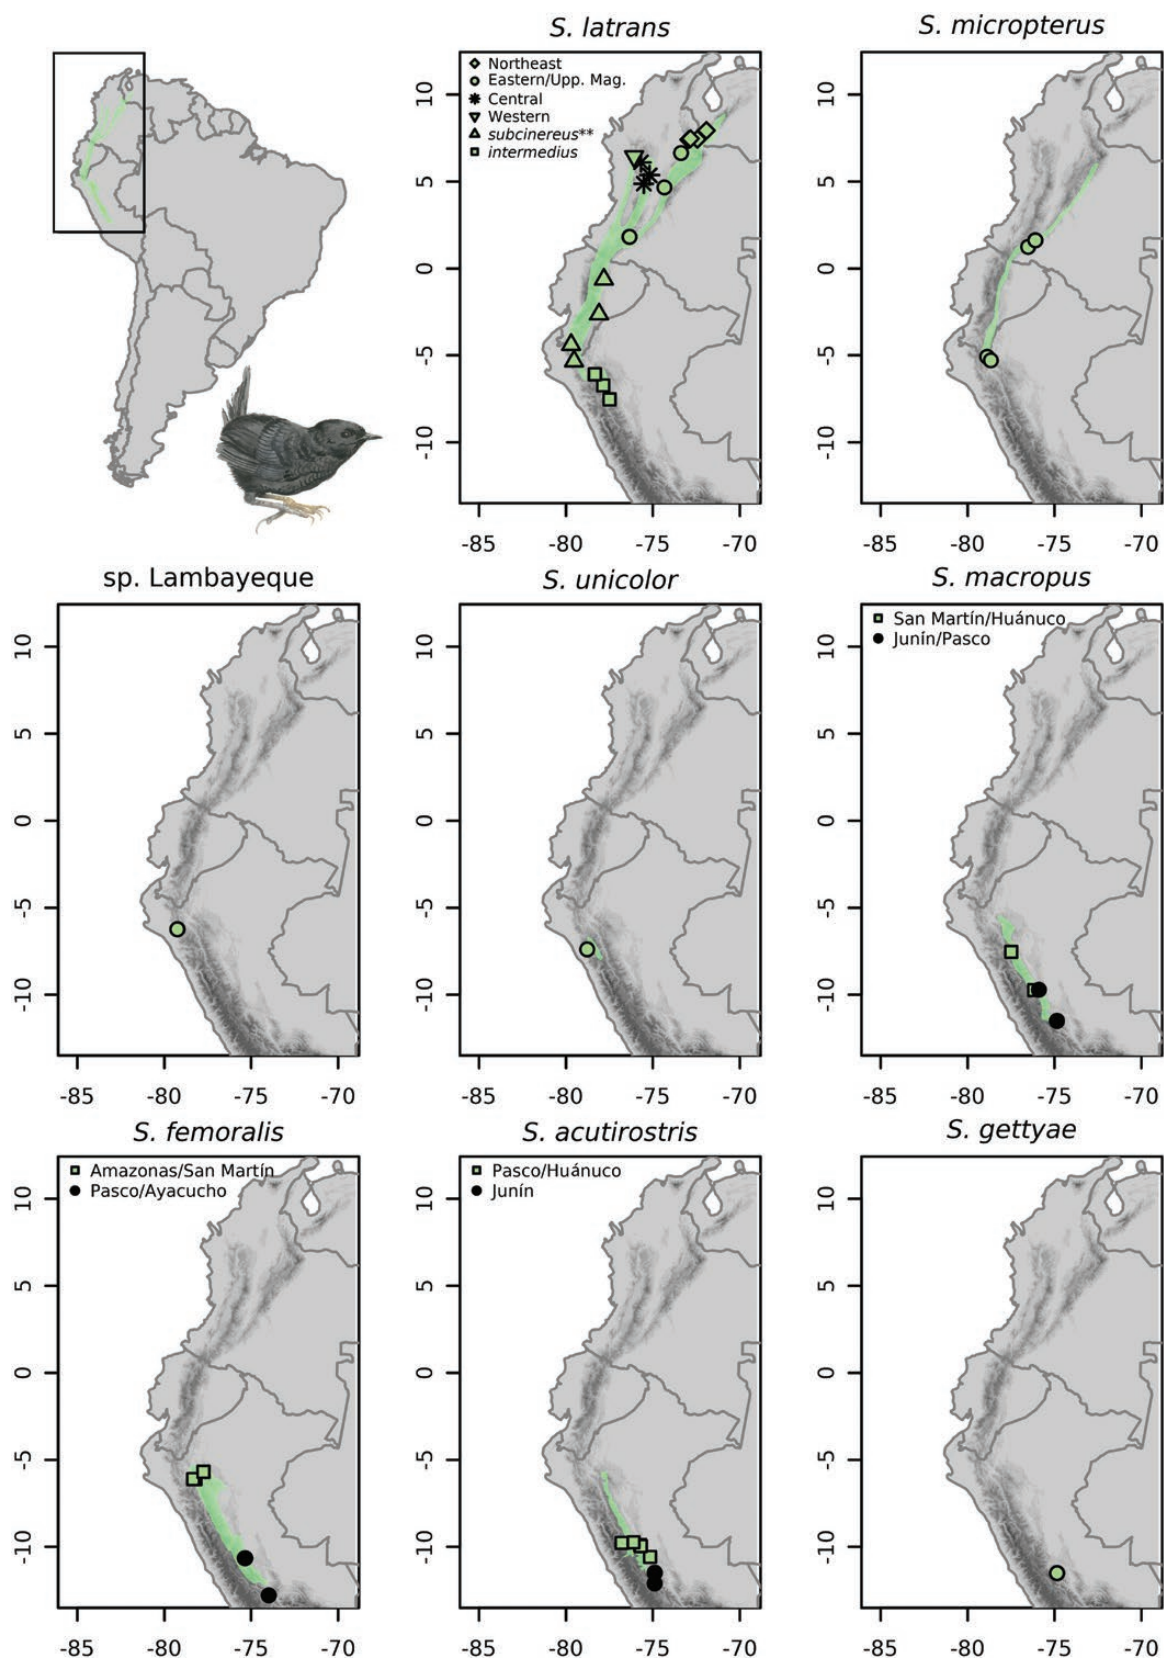 S. latrans
S. micropterus
Northeast
Eastern/Upp. Mag.
Central
Western
subcinereus**
intermedius
10
5
0
-5
-10
-85 -80 -75 -70
10
5
0
-5
-10
-85 -80 -75 -70
sp. Lambayeque
S. unicolor
S. macropus
10
5
0
-5
-10
-85 -80 -75 -70
10
5
0
-5
-10
-85 -80 -75 -70
San Martín/Huánuco
Junín/Pasco
10
5
0
-5
-10
-85 -80 -75 -70
S. femoralis
S. acutirostris
S. gettyae
Amazonas/San Martín
Pasco/Ayacucho
10
5
0
-5
-10
-85 -80 -75 -70
Pasco/Huánuco
Junín
10
5
0
-5
-10
-85 -80 -75 -70
10
5
0
-5
-10
-85 -80 -75 -70